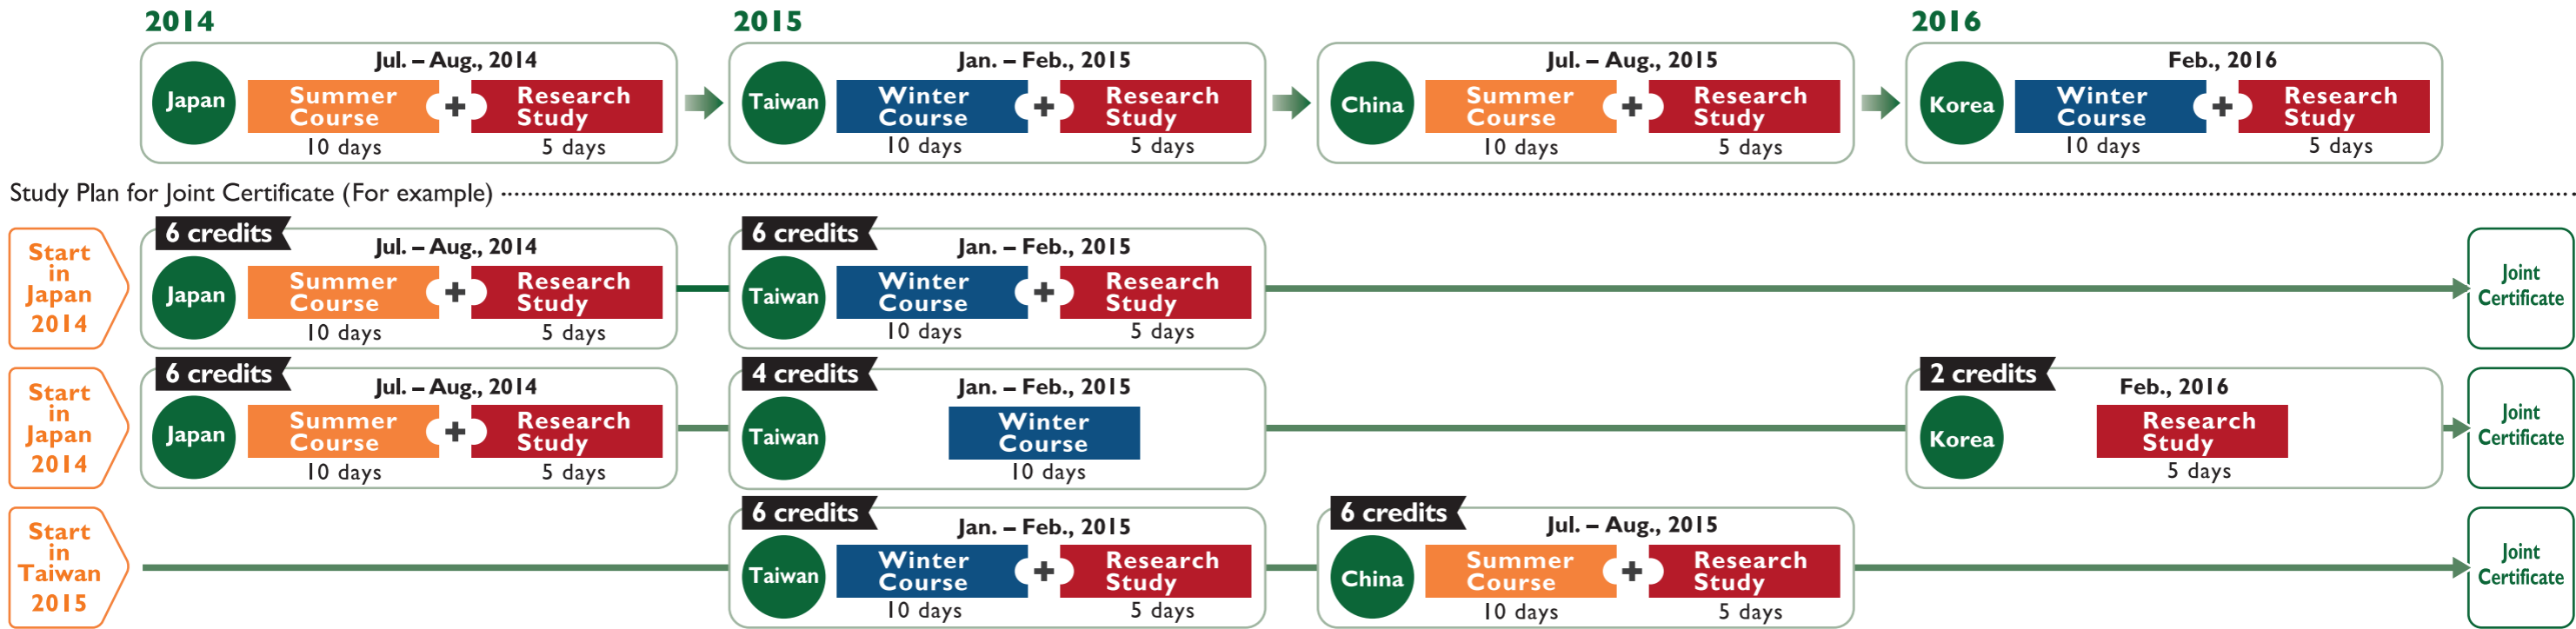 2014
2015
2016
Jul. – Aug., 2014
Japan
Summer
Course
+
Research
Study
10 days
5 days
Jan. – Feb., 2015
Taiwan
Winter
Course
+
Research
Study
10 days
5 days
Jul. – Aug., 2015
China
Summer
Course
+
Research
Study
10 days
5 days
Feb., 2016
Korea
Winter
Course
+
Research
Study
10 days
5 days
Study Plan for Joint Certificate (For example)
Start
in
Japan
2014
6 credits
Jul. – Aug., 2014
Japan
Summer
Course
+
Research
Study
10 days
5 days
6 credits
Jan. – Feb., 2015
Taiwan
Winter
Course
+
Research
Study
10 days
5 days
Joint
Certificate
Start
in
Japan
2014
6 credits
Jul. – Aug., 2014
Japan
Summer
Course
+
Research
Study
10 days
5 days
4 credits
Jan. – Feb., 2015
Taiwan
Winter
Course
10 days
2 credits
Feb., 2016
Korea
Research
Study
5 days
Joint
Certificate
Start
in
Taiwan
2015
6 credits
Jan. – Feb., 2015
Taiwan
Winter
Course
+
Research
Study
10 days
5 days
6 credits
Jul. – Aug., 2015
China
Summer
Course
+
Research
Study
10 days
5 days
Joint
Certificate